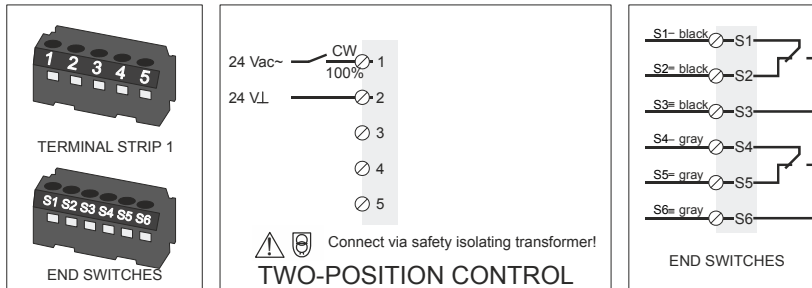 1 2 3 4 5
TERMINAL STRIP 1
S1 S2 S3 S4 S5 S6
END SWITCHES
24 Vac~ CW 1
100%
24 V⊥ 2
3
4
5
Connect via safety isolating transformer!
TWO-POSITION CONTROL
S1− black S1
S2= black S2
S3≡ black S3
S4− gray S4
S5= gray S5
S6≡ gray S6
END SWITCHES